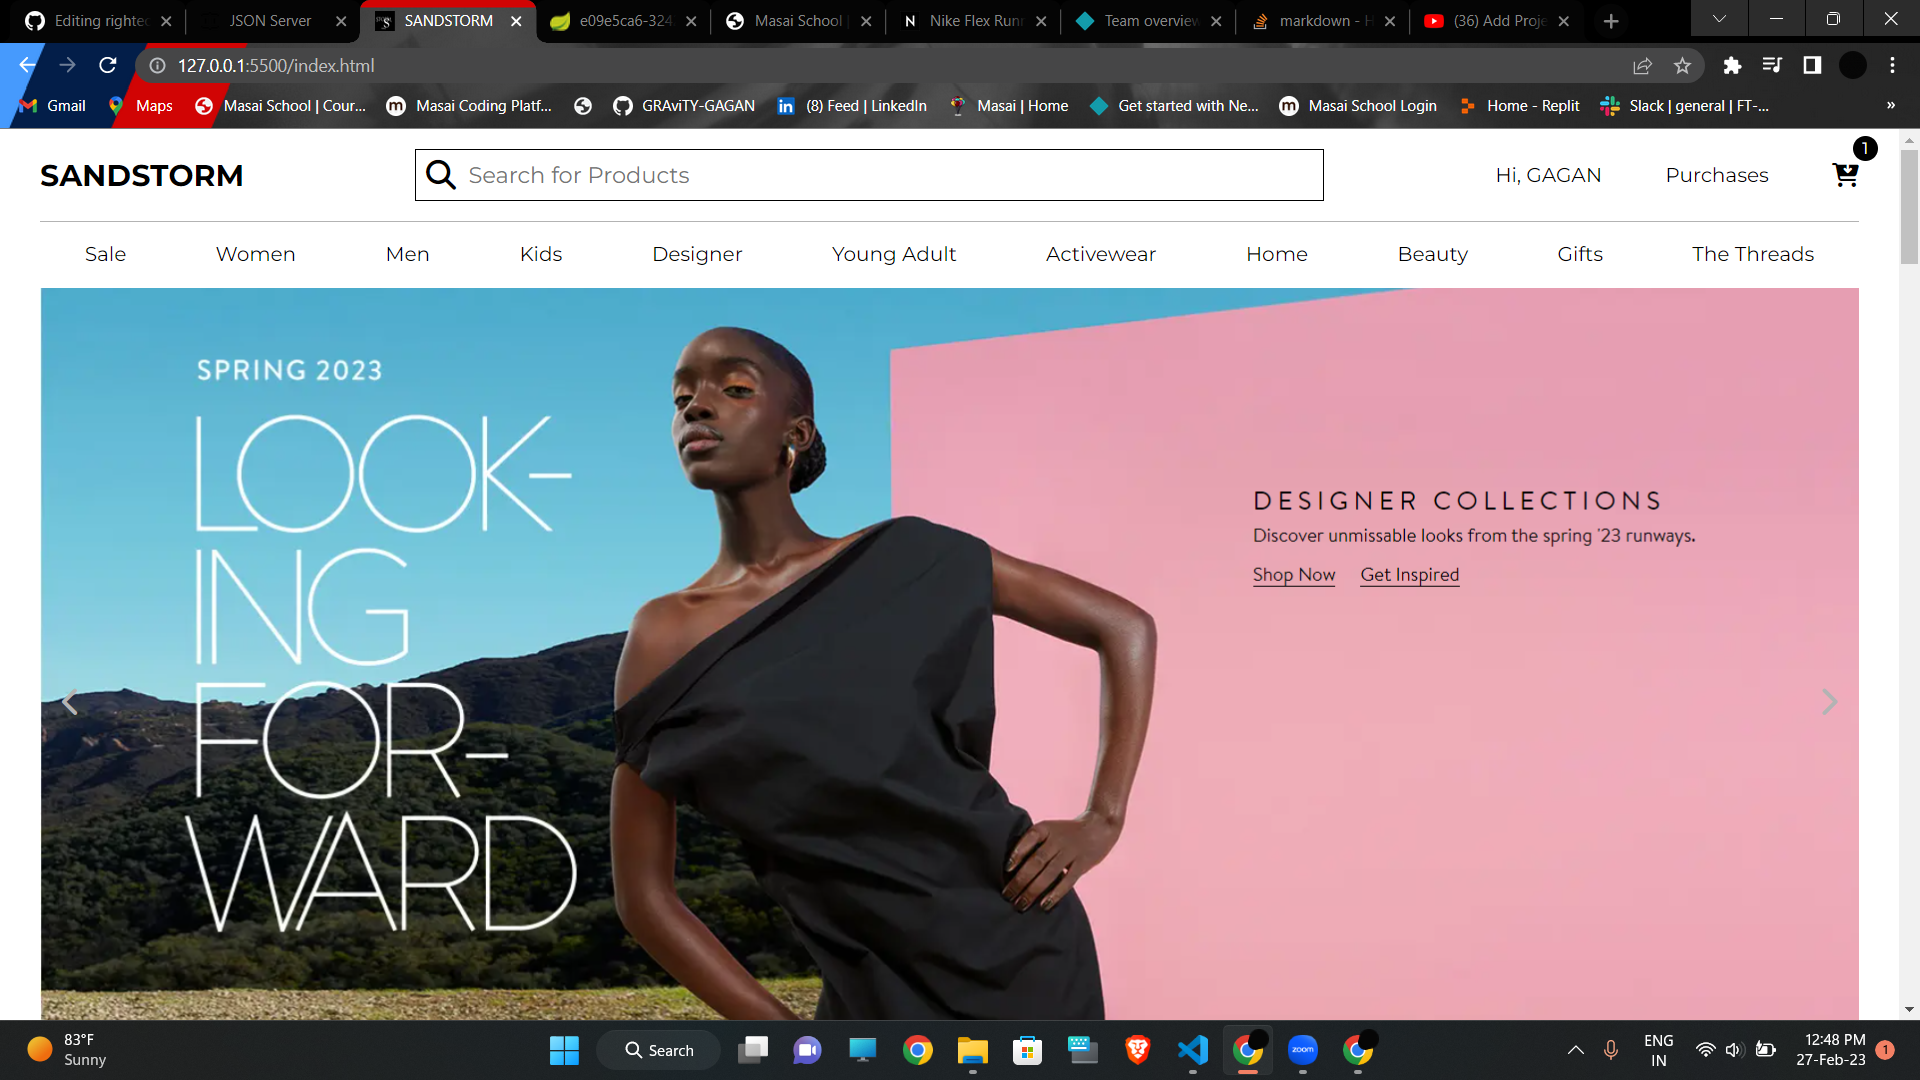 Editing righte
JSON Server
SANDSTORM
e09e5ca6-324
Masai School |
Nike Flex Runn
Team overview
markdown - H
(36) Add Proje
127.0.0.1:5500/index.html
Gmail
Maps
Masai School | Cour...
Masai Coding Platf...
GRAviTY-GAGAN
(8) Feed | LinkedIn
Masai | Home
Get started with Ne...
Masai School Login
Home - Replit
Slack | general | FT-...
»
SANDSTORM
Search for Products
Hi, GAGAN
Purchases
1
Sale
Women
Men
Kids
Designer
Young Adult
Activewear
Home
Beauty
Gifts
The Threads
SPRING 2023
LOOK-
ING
FOR-
WARD
DESIGNER COLLECTIONS
Discover unmissable looks from the spring '23 runways.
Shop Now
Get Inspired
83°F
Sunny
Search
zoom
ENG
IN
12:48 PM
27-Feb-23
1